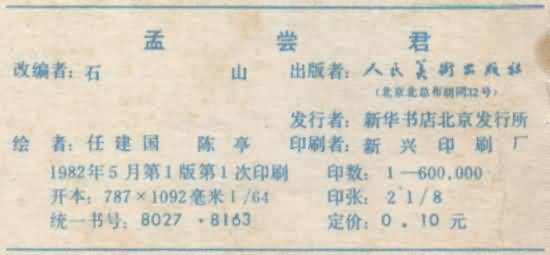 孟尝君
改编者：石山 出版者：人民美术出版社
（北京北总布胡同32号）
发行者：新华书店北京发行所
绘者：任建国 陈亭 印刷者：新兴印刷厂
1982年5月第1版第1次印刷 印数：1—600,000
开本：787×1092毫米1/64 印张：2 1/8
统一书号：8027·8163 定价：0.10元